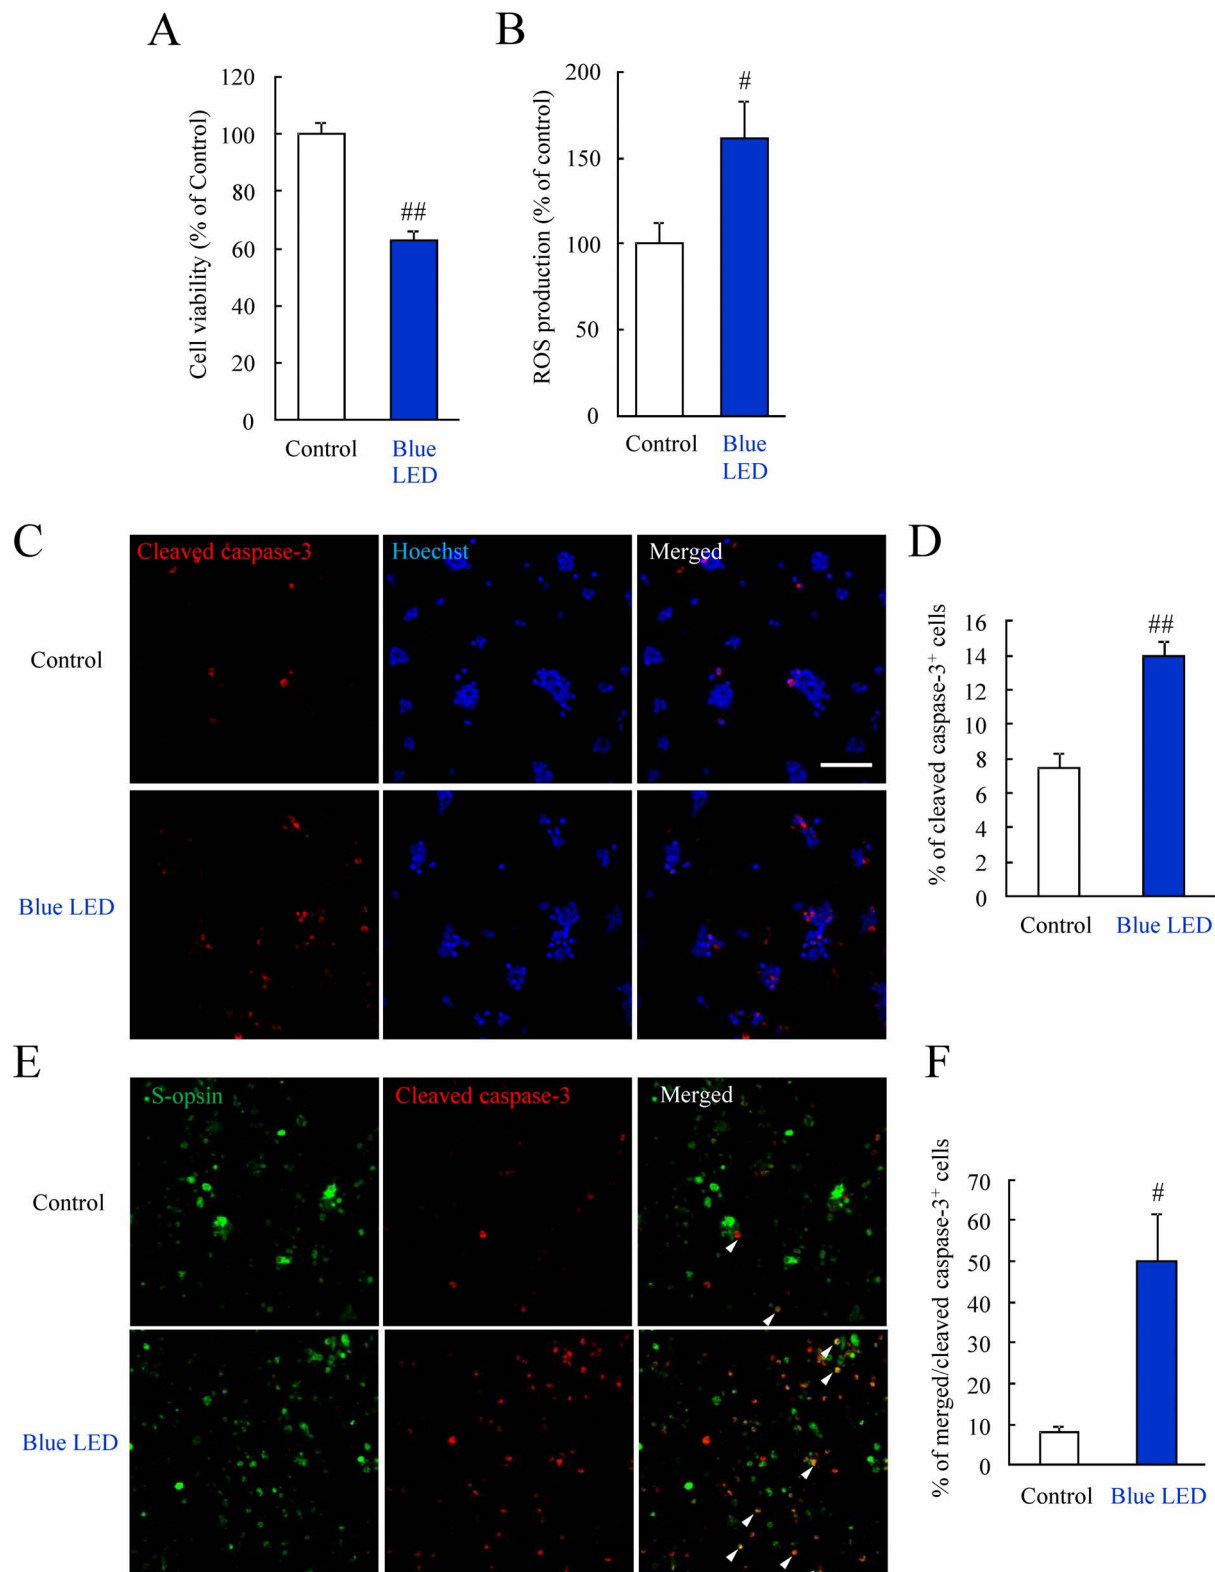 A
Cell viability (% of Control)
120
100
80
60
40
20
0
##
Control
Blue
LED
B
ROS production (% of control)
200
150
100
50
0
#
Control
Blue
LED
C
Cleaved caspase-3
Hoechst
Merged
Control
Blue LED
D
% of cleaved caspase-3⁺ cells
16
14
12
10
8
6
4
2
0
##
Control
Blue LED
E
S-opsin
Cleaved caspase-3
Merged
Control
Blue LED
F
% of merged/cleaved caspase-3⁺ cells
70
60
50
40
30
20
10
0
#
Control
Blue LED